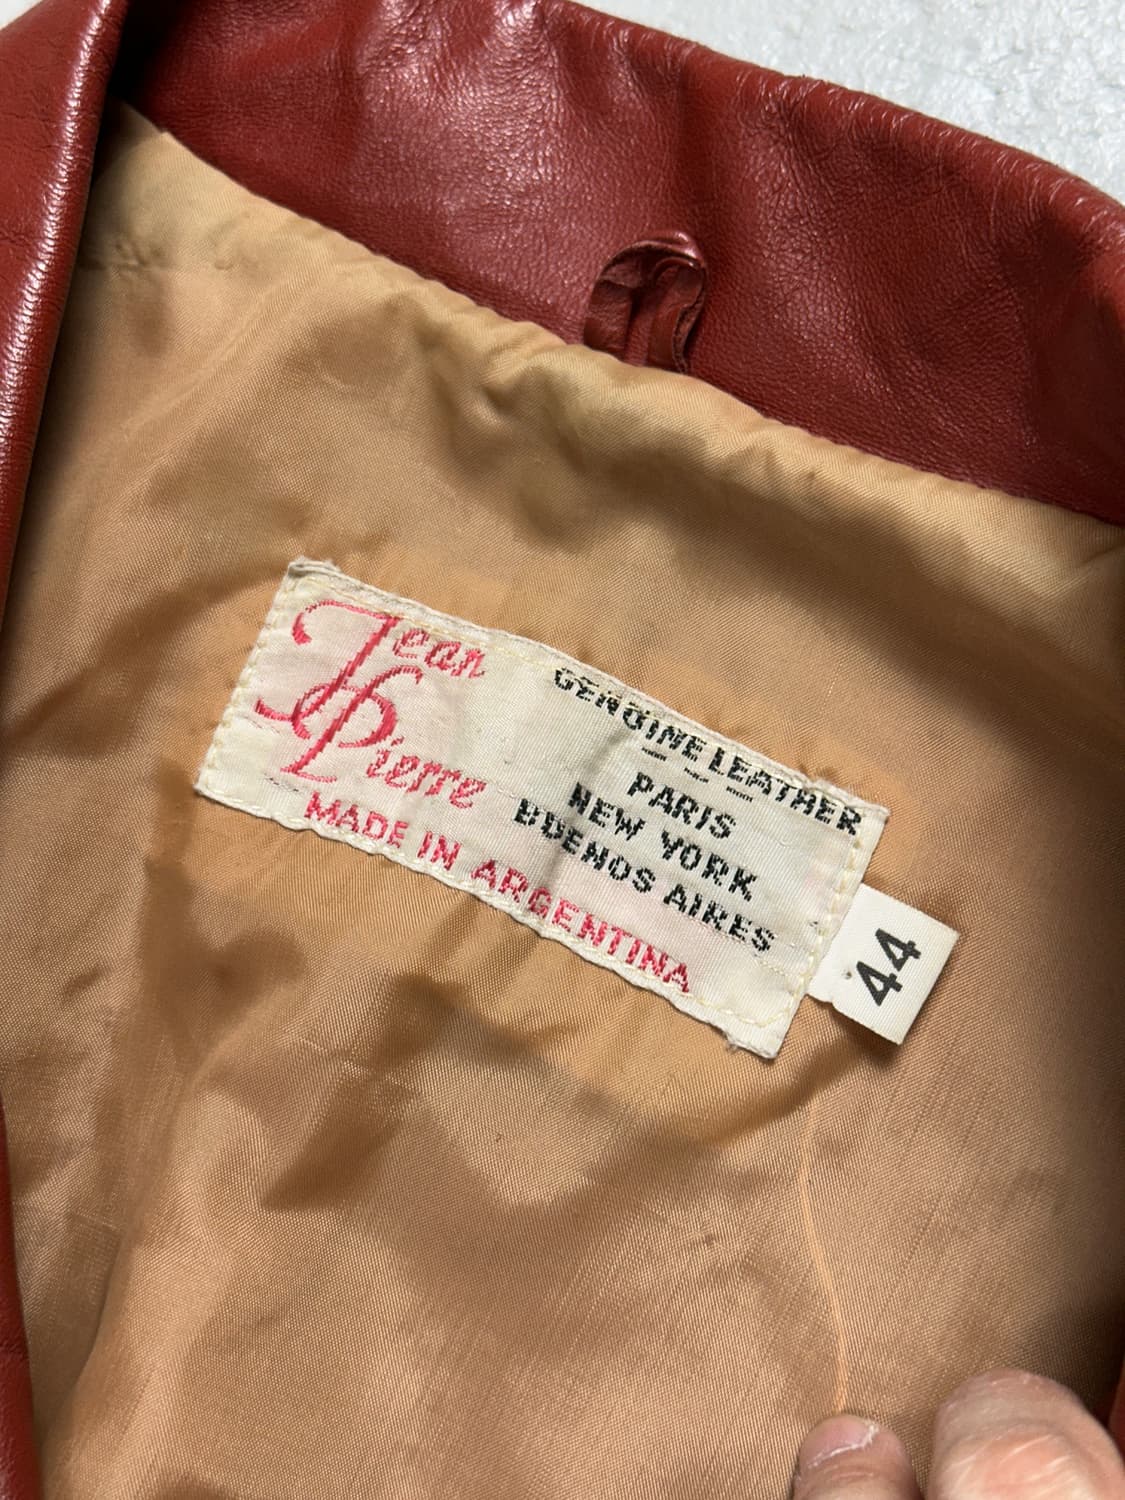 Jean
Pierre
MADE IN ARGENTINA
GENUINE LEATHER
PARIS
NEW YORK
BUENOS AIRES
44